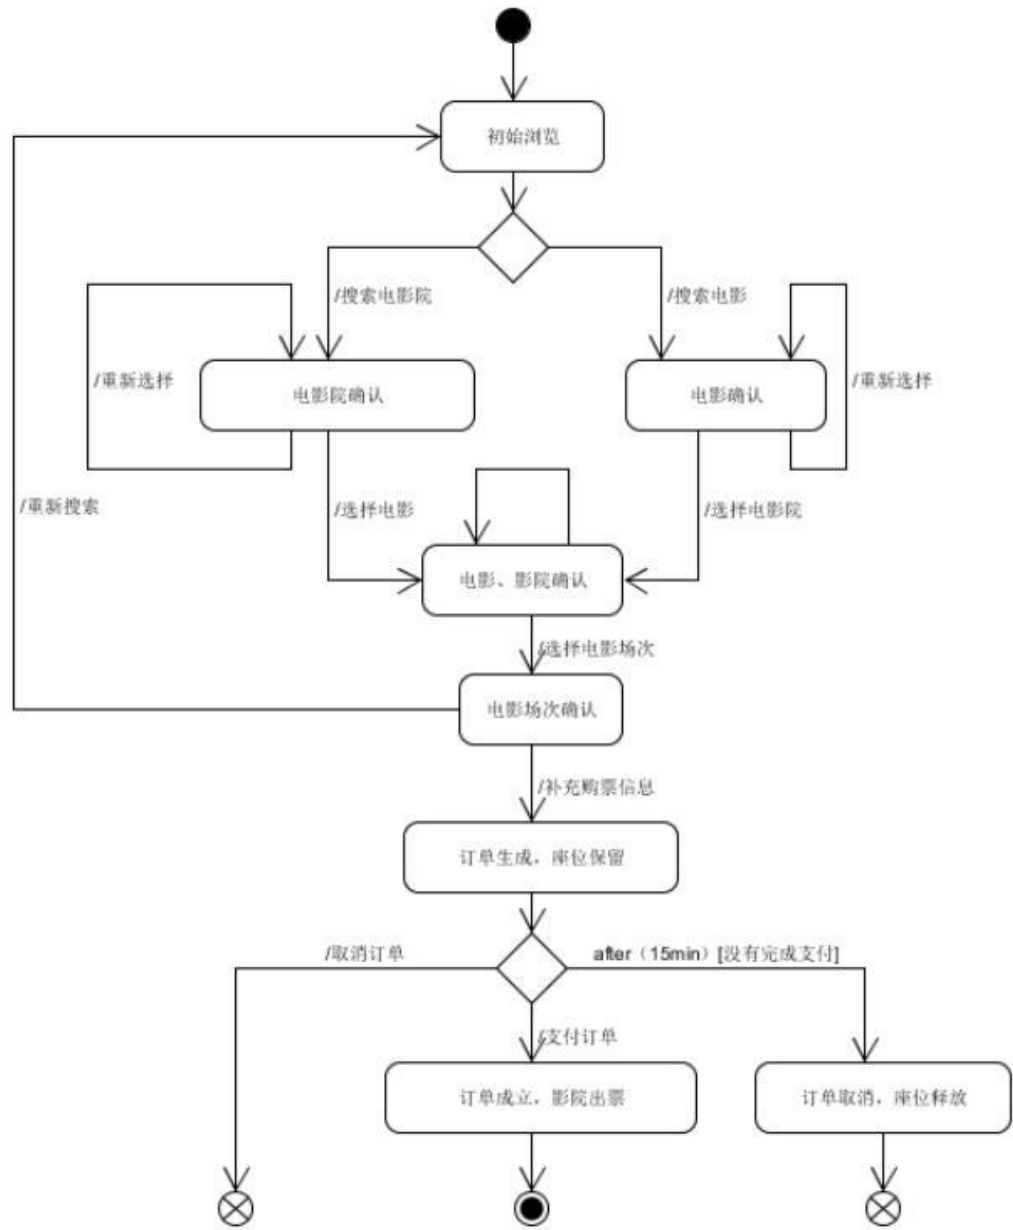 初始浏览
/搜索电影院
/搜索电影
/重新选择
电影院确认
电影确认
/重新选择
/重新搜索
/选择电影
/选择电影院
电影、影院确认
/选择电影场次
电影场次确认
/补充购票信息
订单生成，座位保留
/取消订单
after（15min）[没有完成支付]
/支付订单
订单成立，影院出票
订单取消，座位释放